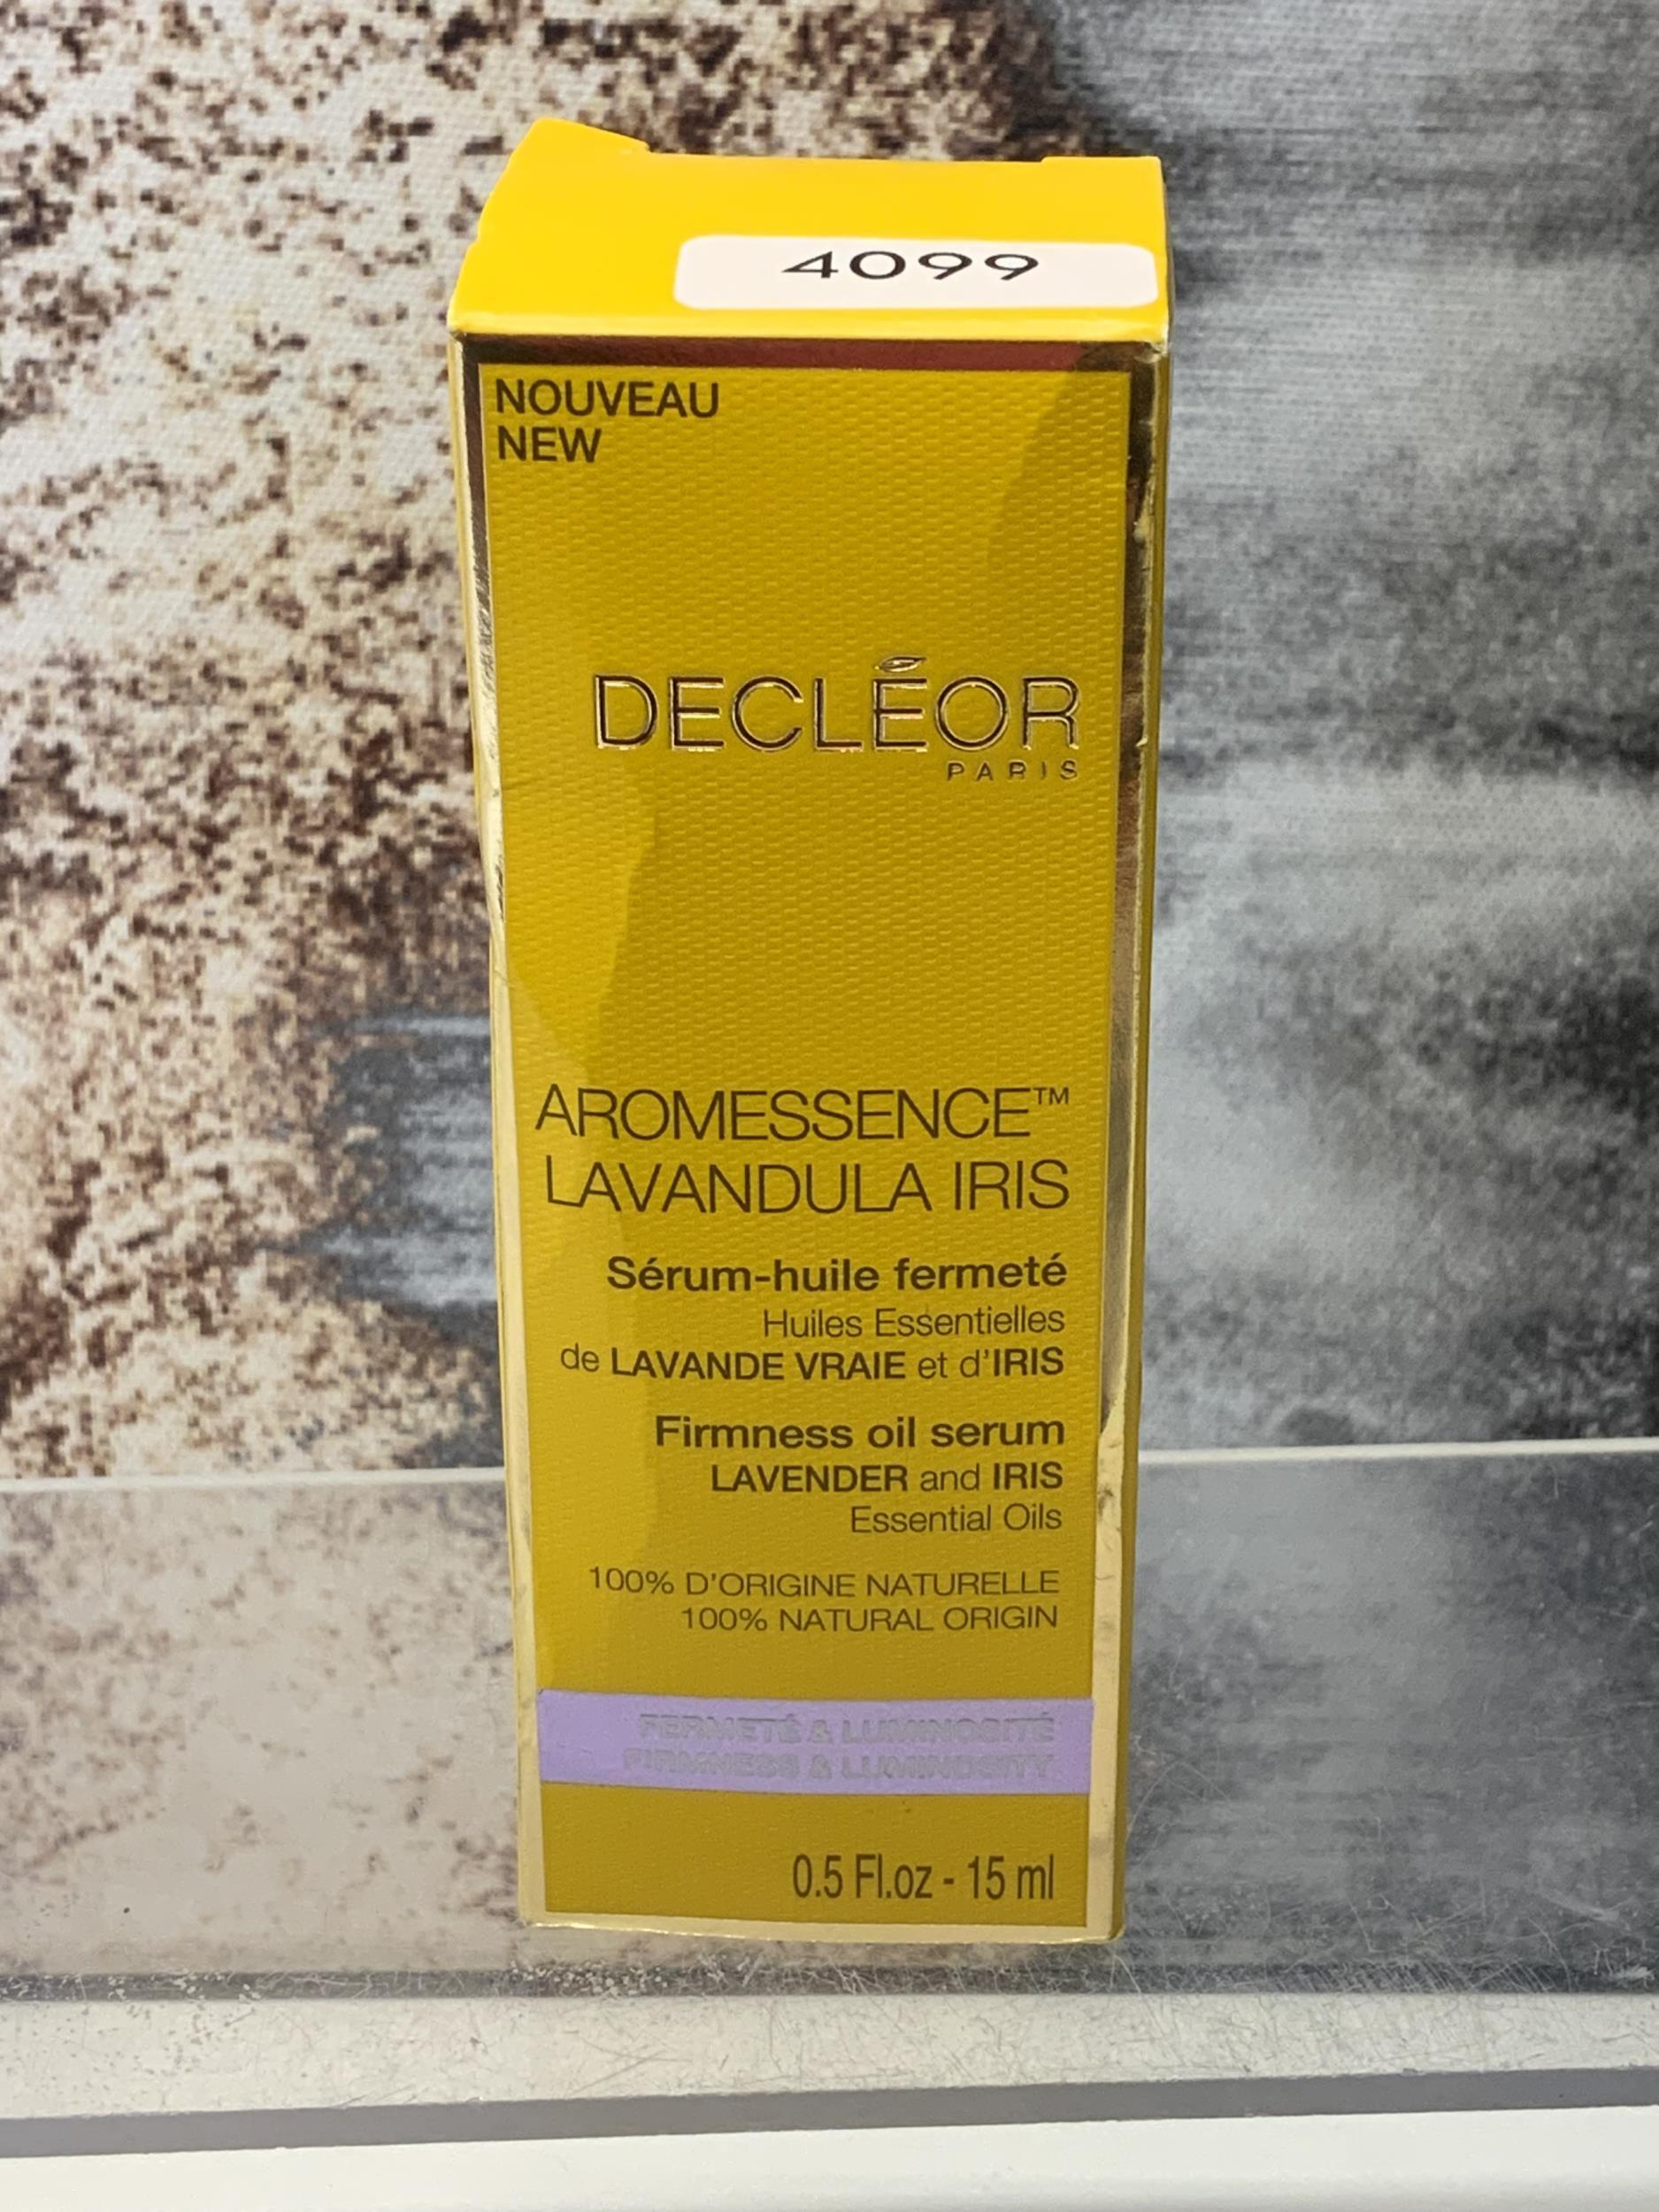 4099
NOUVEAU
NEW
DECLÉOR
PARIS
AROMESSENCE™
LAVANDULA IRIS
Sérum-huile fermeté
Huiles Essentielles
de LAVANDE VRAIE et d'IRIS
Firmness oil serum
LAVENDER and IRIS
Essential Oils
100% D'ORIGINE NATURELLE
100% NATURAL ORIGIN
FERMETÉ & LUMINOSITÉ
FIRMNESS & LUMINOSITY
0.5 Fl.oz - 15 ml